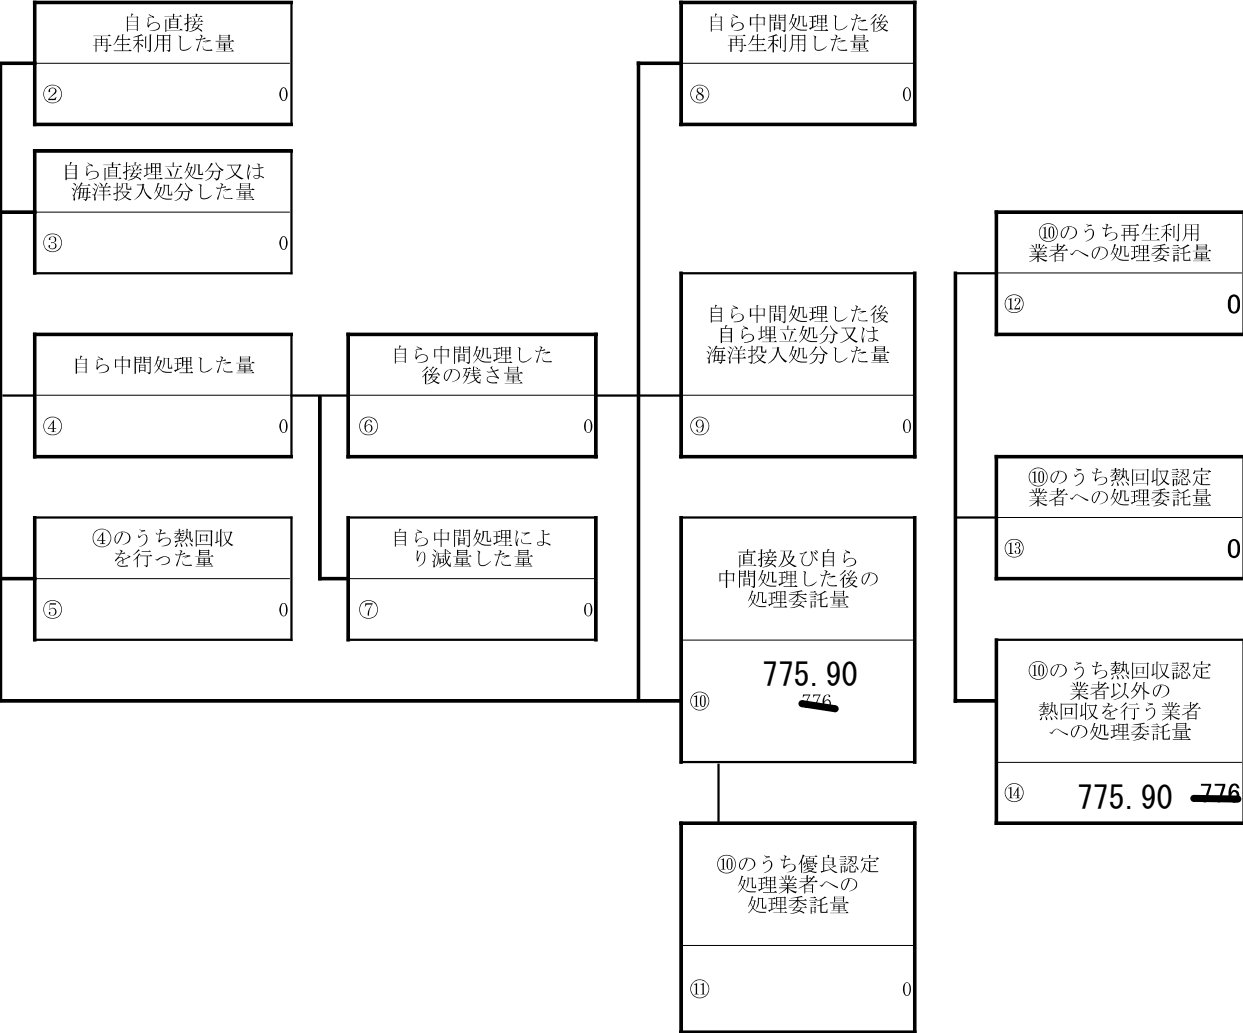 自ら直接
再生利用した量
② 0
自ら直接埋立処分又は
海洋投入処分した量
③ 0
自ら中間処理した量
④ 0
④のうち熱回収
を行った量
⑤ 0
自ら中間処理した
後の残さ量
⑥ 0
自ら中間処理によ
り減量した量
⑦ 0
自ら中間処理した後
再生利用した量
⑧ 0
自ら中間処理した後
自ら埋立処分又は
海洋投入処分した量
⑨ 0
直接及び自ら
中間処理した後の
処理委託量
775.90
⑩ 776
⑩のうち優良認定
処理業者への
処理委託量
⑪ 0
⑩のうち再生利用
業者への処理委託量
⑫ 0
⑩のうち熱回収認定
業者への処理委託量
⑬ 0
⑩のうち熱回収認定
業者以外の
熱回収を行う業者
への処理委託量
⑭ 775.90 776